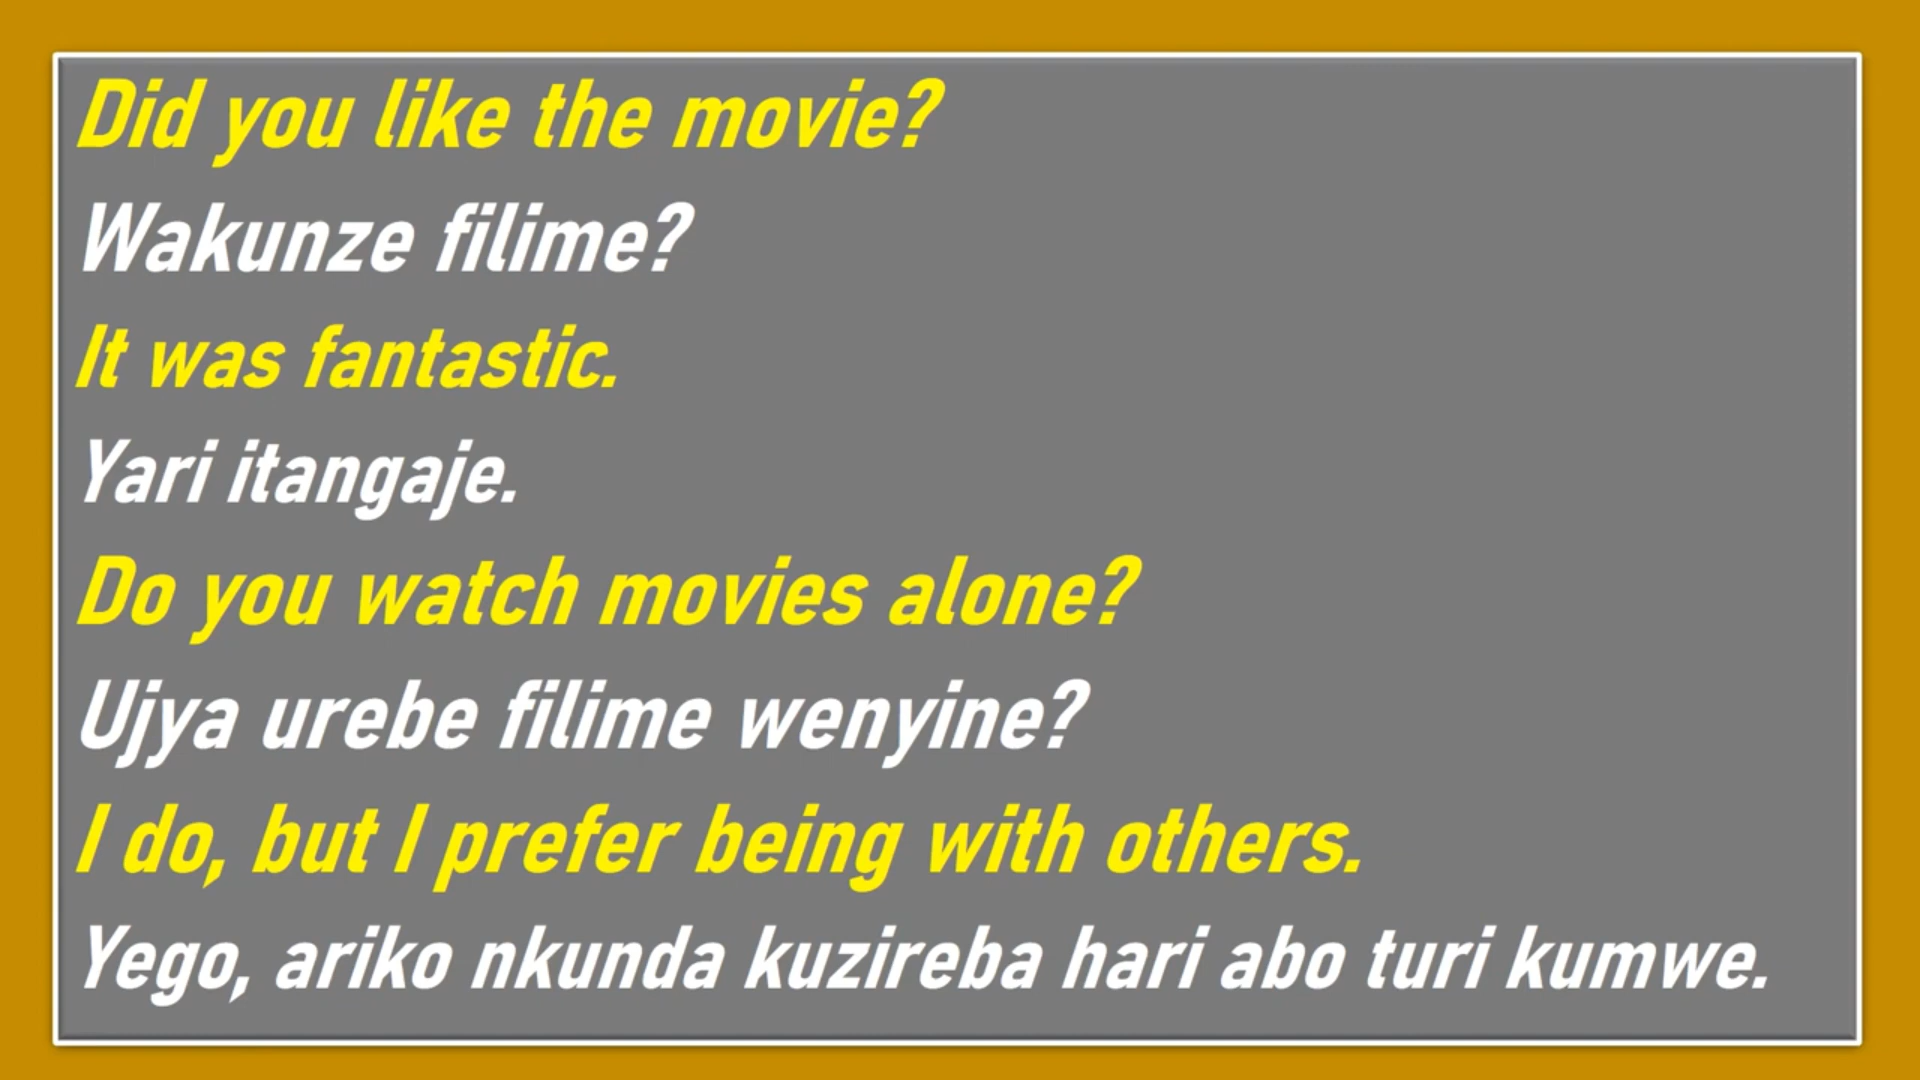 Did you like the movie?
Wakunze filime?
It was fantastic.
Yari itangaje.
Do you watch movies alone?
Ujya urebe filime wenyine?
I do, but I prefer being with others.
Yego, ariko nkunda kuzireba hari abo turi kumwe.